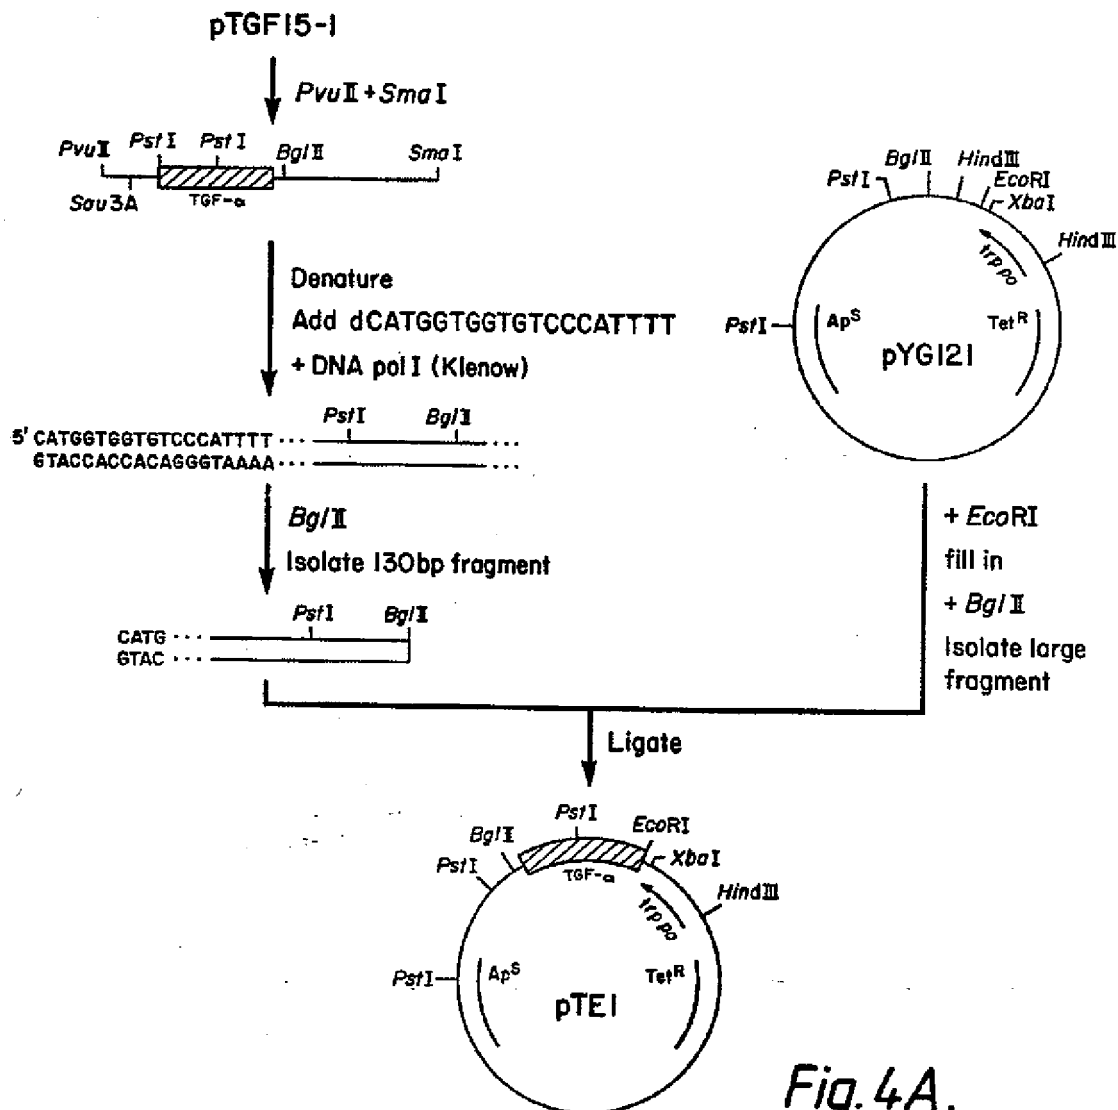 pTGF15-1
PvuII + SmaI
PvuII PstI PstI BglII SmaI
Sau3A TGF-α
Denature
Add dCATGGTGGTGTCCCATTTT
+ DNA pol I (Klenow)
PstI BglII
5' CATGGTGGTGTCCCATTTT ··· ···
GTACCACCACAGGGTAAAA ··· ···
BglII
Isolate 130bp fragment
PstI BglII
CATG ···
GTAC ···
PstI BglII HindIII
EcoRI
XbaI
HindIII
trp po
PstI Ap^S Tet^R
pYG121
+ EcoRI
fill in
+ BglII
Isolate large
fragment
Ligate
PstI
BglII EcoRI
PstI XbaI
TGF-α HindIII
trp po
PstI Ap^S Tet^R
pTE1
Fig. 4A.